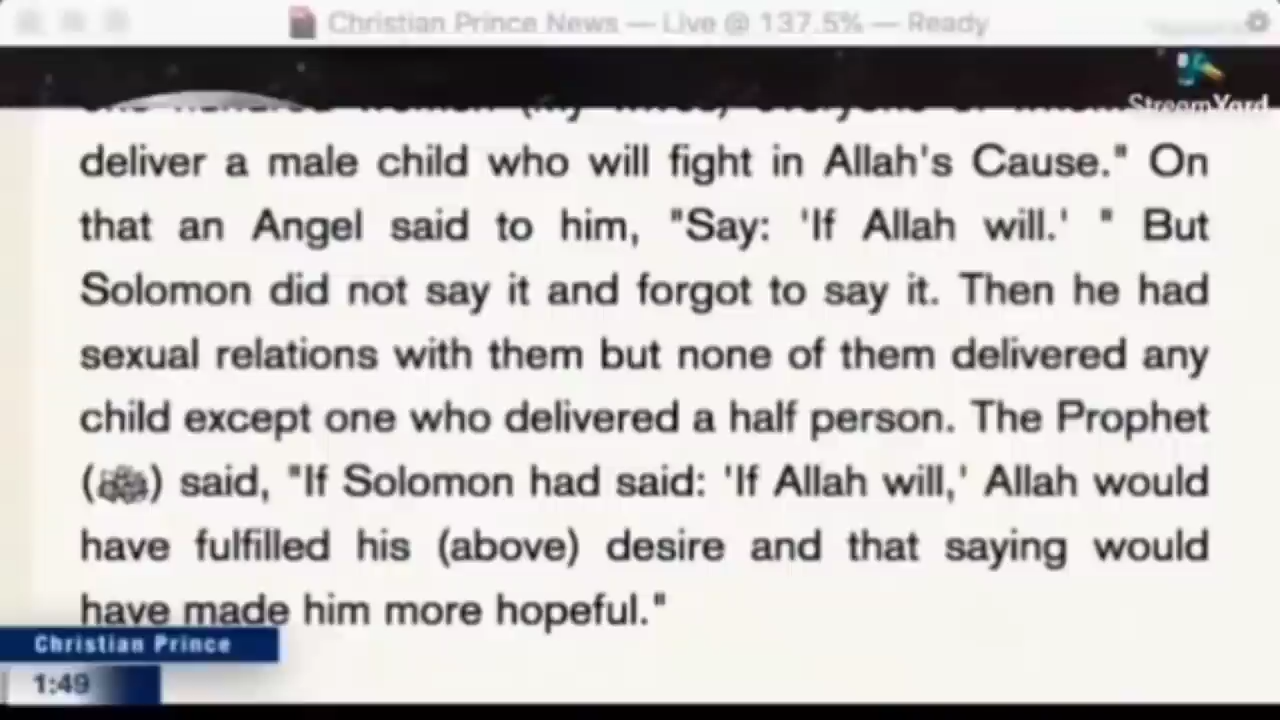 Christian Prince News — Live @ 137.5% — Ready
StreamYard
deliver a male child who will fight in Allah's Cause." On
that an Angel said to him, "Say: 'If Allah will.' " But
Solomon did not say it and forgot to say it. Then he had
sexual relations with them but none of them delivered any
child except one who delivered a half person. The Prophet
(ﷺ) said, "If Solomon had said: 'If Allah will,' Allah would
have fulfilled his (above) desire and that saying would
have made him more hopeful."
Christian Prince
1:49